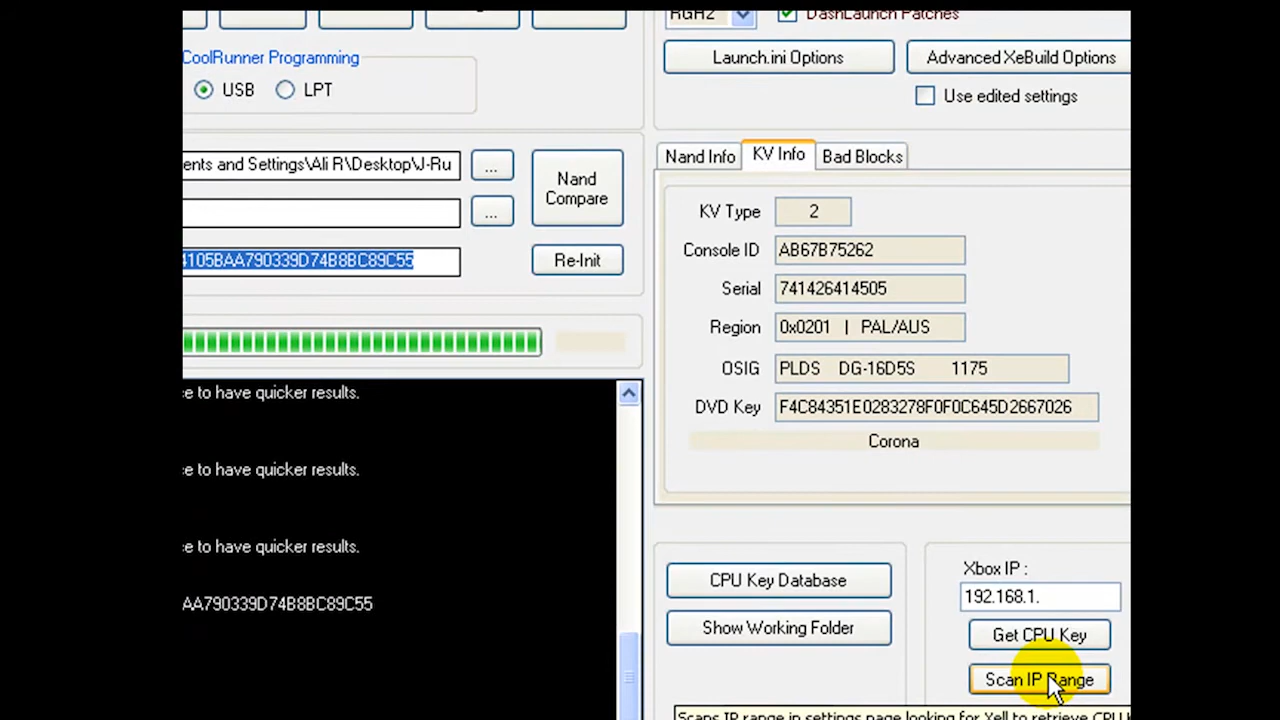 RGH2 DashLaunch Patches
CoolRunner Programming
Launch.ini Options
Advanced XeBuild Options
USB LPT
Use edited settings
ents and Settings\Ali R\Desktop\J-Ru
...
Nand
Compare
...
4105BAA790339D74B8BC89C55
Re-Init
Nand Info
KV Info
Bad Blocks
KV Type 2
Console ID AB67B75262
Serial 741426414505
Region 0x0201 | PAL/AUS
OSIG PLDS DG-16D5S 1175
DVD Key F4C84351E0283278F0F0C645D2667026
Corona
ce to have quicker results.
ce to have quicker results.
ce to have quicker results.
AA790339D74B8BC89C55
CPU Key Database
Show Working Folder
Xbox IP :
192.168.1.
Get CPU Key
Scan IP Range
Scans IP range in settings page looking for Xell to retrieve CPU